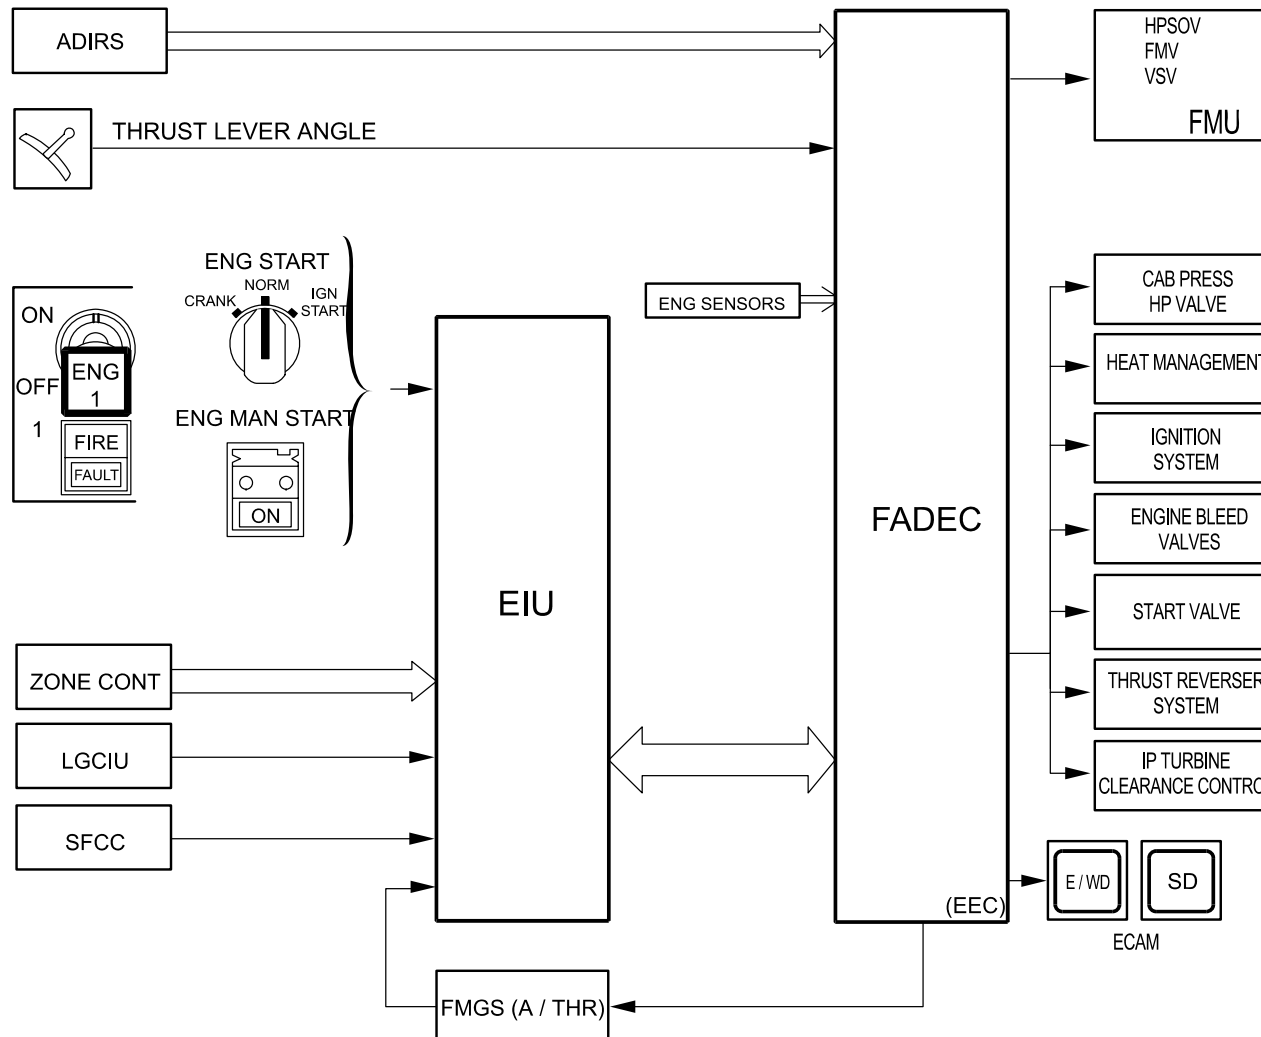 ADIRS
HPSOV
FMV
VSV
FMU
THRUST LEVER ANGLE
ENG START
NORM
CRANK
IGN
START
ON
OFF
1
ENG
1
FIRE
FAULT
ENG MAN START
ON
ENG SENSORS
CAB PRESS
HP VALVE
HEAT MANAGEMENT
IGNITION
SYSTEM
FADEC
ENGINE BLEED
VALVES
EIU
START VALVE
ZONE CONT
THRUST REVERSER
SYSTEM
LGCIU
IP TURBINE
CLEARANCE CONTRO
SFCC
E / WD
SD
(EEC)
ECAM
FMGS (A / THR)